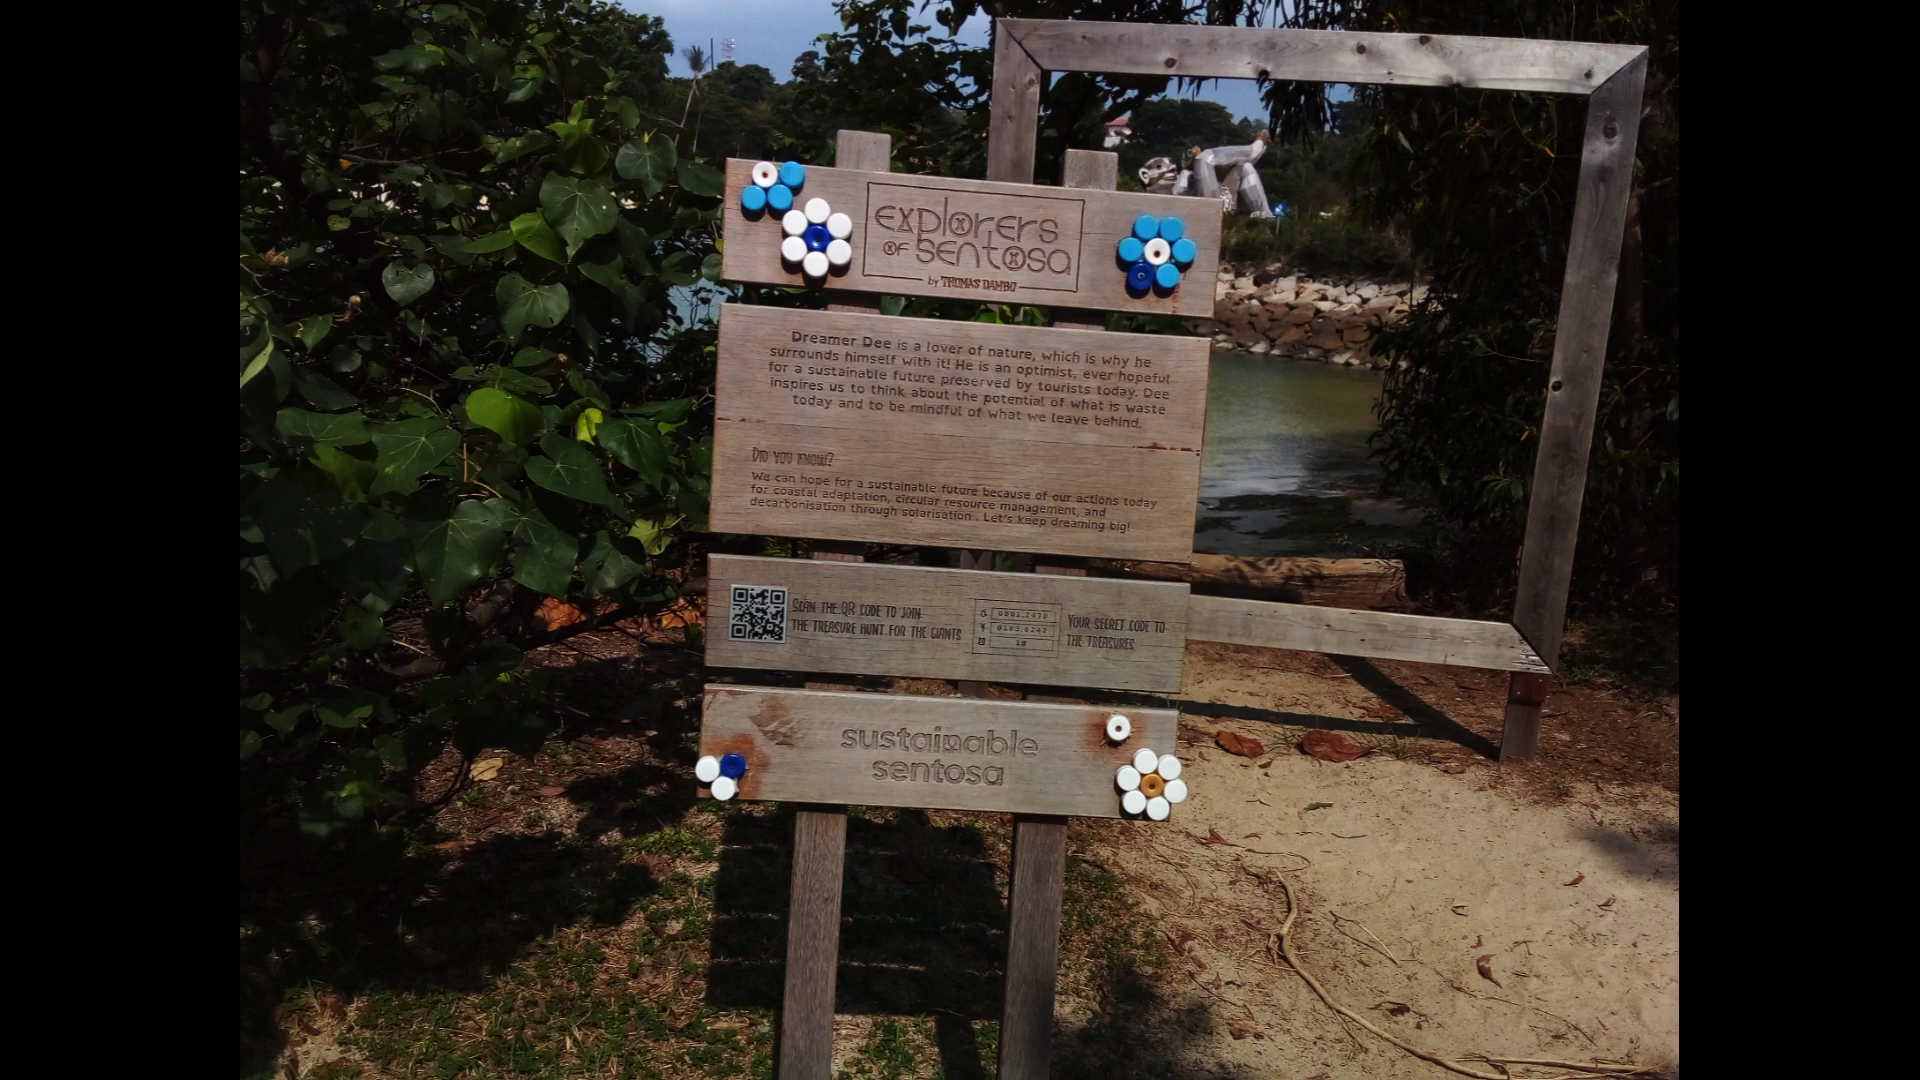 explorers
of sentosa
by THOMAS DAMBO
Dreamer Dee is a lover of nature, which is why he
surrounds himself with it! He is an optimist, ever hopeful
for a sustainable future preserved by tourists today. Dee
inspires us to think about the potential of what is waste
today and to be mindful of what we leave behind.
DID YOU KNOW?
We can hope for a sustainable future because of our actions today
for coastal adaptation, circular resource management, and
decarbonisation through solarisation . Let's keep dreaming big!
SCAN THE QR CODE TO JOIN
THE TREASURE HUNT FOR THE GIANTS
YOUR SECRET CODE TO
THE TREASURES
sustainable
sentosa